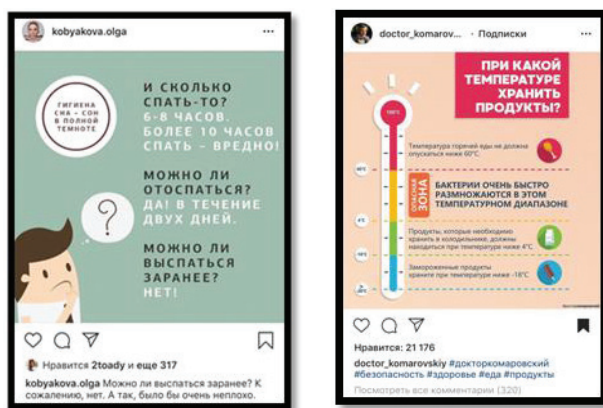 kobyakova.olga
ГИГИЕНА
СНА – СОН
В ПОЛНОЙ
ТЕМНОТЕ
И СКОЛЬКО
СПАТЬ-ТО?
6-8 ЧАСОВ.
БОЛЕЕ 10 ЧАСОВ
СПАТЬ – ВРЕДНО!
МОЖНО ЛИ
ОТОСПАТЬСЯ?
ДА! В ТЕЧЕНИЕ
ДВУХ ДНЕЙ.
?
МОЖНО ЛИ
ВЫСПАТЬСЯ
ЗАРАНЕЕ?
НЕТ!
Нравится 2toady и еще 317
kobyakova.olga Можно ли выспаться заранее? К
сожалению, нет. А так, было бы очень неплохо.
doctor_komarov... · Подписки
ПРИ КАКОЙ
ТЕМПЕРАТУРЕ
ХРАНИТЬ
ПРОДУКТЫ?
100°C
Температура горячей еды не должна
опускаться ниже 60°C.
60°C
ОПАСНАЯ
ЗОНА
БАКТЕРИИ ОЧЕНЬ БЫСТРО
РАЗМНОЖАЮТСЯ В ЭТОМ
ТЕМПЕРАТУРНОМ ДИАПАЗОНЕ
4°C
Продукты, которые необходимо
хранить в холодильнике, должны
находиться при температуре ниже 4°C
-18°C
Замороженные продукты
храните при температуре ниже -18°C
Нравится: 21 176
doctor_komarovskiy #докторкомаровский
#безопасность #здоровье #еда #продукты
Посмотреть все комментарии (320)